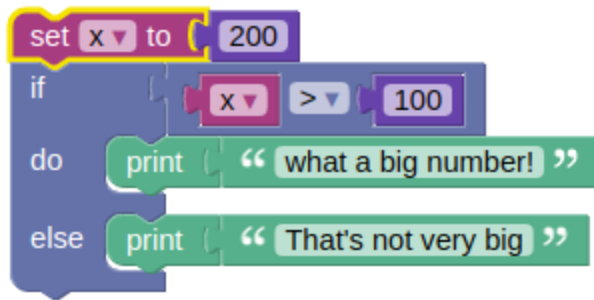 set x ▾ to 200
if x ▾ > ▾ 100
do print “ what a big number! ”
else print “ That's not very big ”